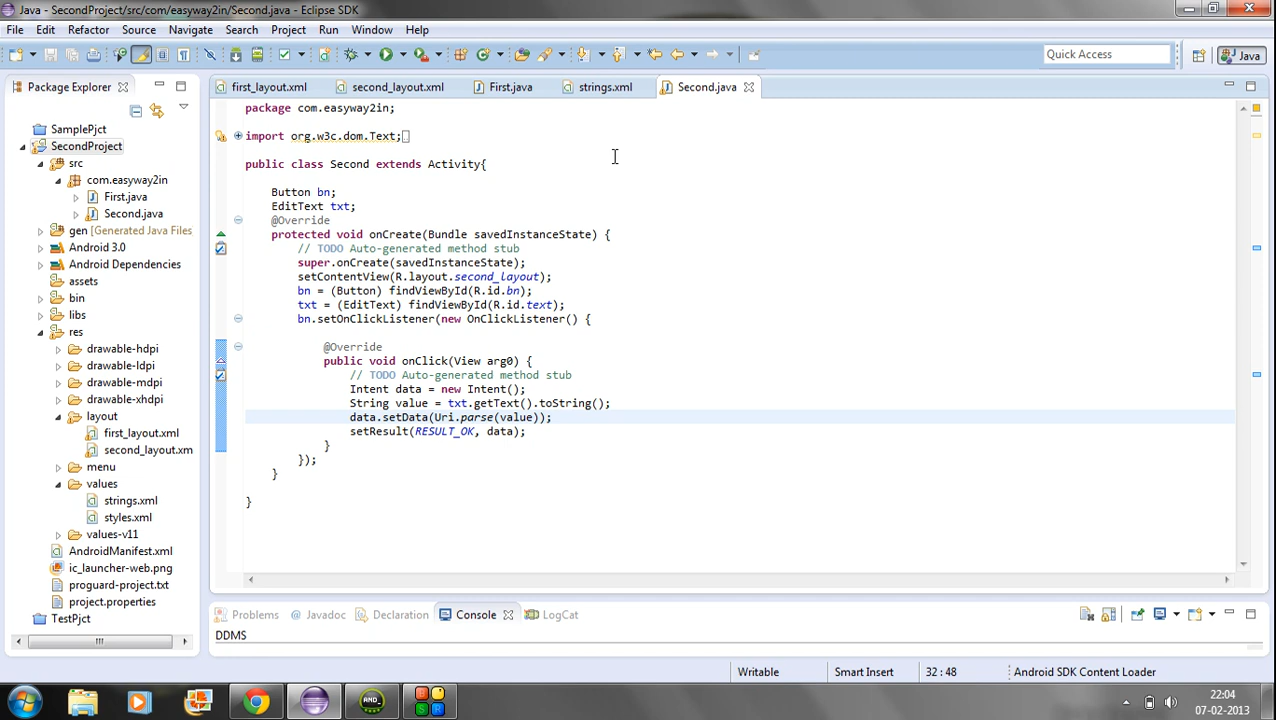 Java - SecondProject/src/com/easyway2in/Second.java - Eclipse SDK
File Edit Refactor Source Navigate Search Project Run Window Help
Quick Access
Java
Package Explorer
first_layout.xml second_layout.xml First.java strings.xml Second.java
SamplePjct
SecondProject
src
com.easyway2in
First.java
Second.java
gen [Generated Java Files
Android 3.0
Android Dependencies
assets
bin
libs
res
drawable-hdpi
drawable-ldpi
drawable-mdpi
drawable-xhdpi
layout
first_layout.xml
second_layout.xm
menu
values
strings.xml
styles.xml
values-v11
AndroidManifest.xml
ic_launcher-web.png
proguard-project.txt
project.properties
TestPjct
package com.easyway2in;
import org.w3c.dom.Text;
public class Second extends Activity{
Button bn;
EditText txt;
@Override
protected void onCreate(Bundle savedInstanceState) {
// TODO Auto-generated method stub
super.onCreate(savedInstanceState);
setContentView(R.layout.second_layout);
bn = (Button) findViewById(R.id.bn);
txt = (EditText) findViewById(R.id.text);
bn.setOnClickListener(new OnClickListener() {
@Override
public void onClick(View arg0) {
// TODO Auto-generated method stub
Intent data = new Intent();
String value = txt.getText().toString();
data.setData(Uri.parse(value));
setResult(RESULT_OK, data);
}
});
}
}
Problems @ Javadoc Declaration Console LogCat
DDMS
Writable Smart Insert 32 : 48 Android SDK Content Loader
22:04
07-02-2013